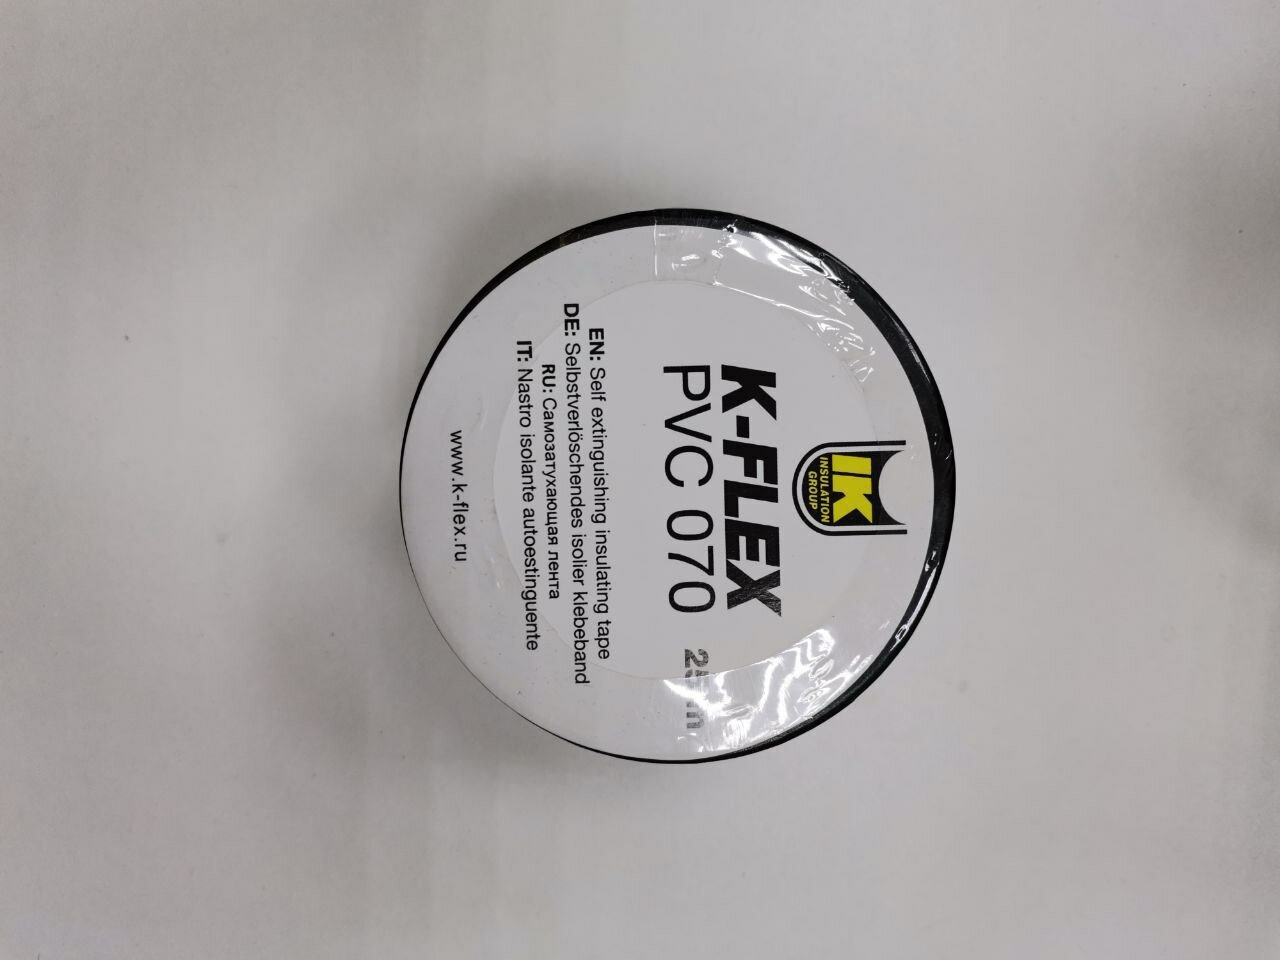 IK
INSULATION
GROUP
K-FLEX
PVC 070
EN: Self extinguishing insulating tape
DE: Selbstverlöschendes isolier klebeband
RU: Самозатухающая лента
IT: Nastro isolante autoestinguente
www.k-flex.ru